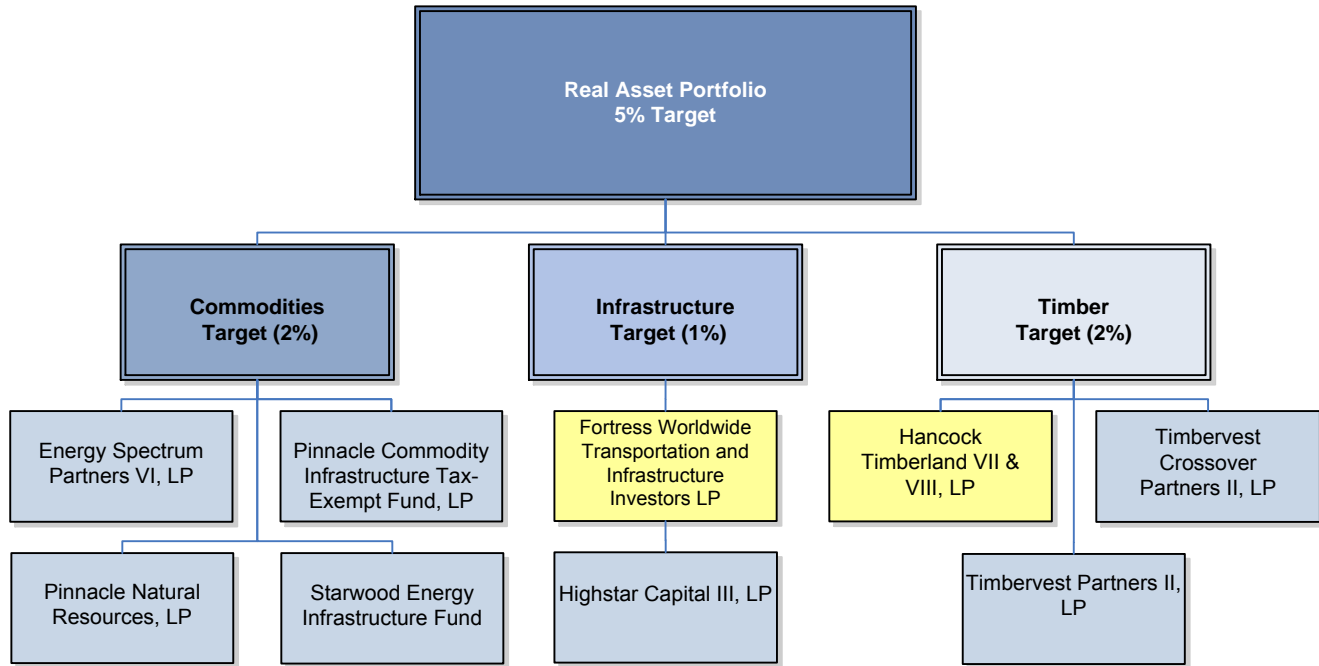 Real Asset Portfolio
5% Target
Commodities
Target (2%)
Infrastructure
Target (1%)
Timber
Target (2%)
Energy Spectrum
Partners VI, LP
Pinnacle Commodity
Infrastructure Tax-
Exempt Fund, LP
Fortress Worldwide
Transportation and
Infrastructure
Investors LP
Hancock
Timberland VII &
VIII, LP
Timbervest
Crossover
Partners II, LP
Pinnacle Natural
Resources, LP
Starwood Energy
Infrastructure Fund
Highstar Capital III, LP
Timbervest Partners II,
LP